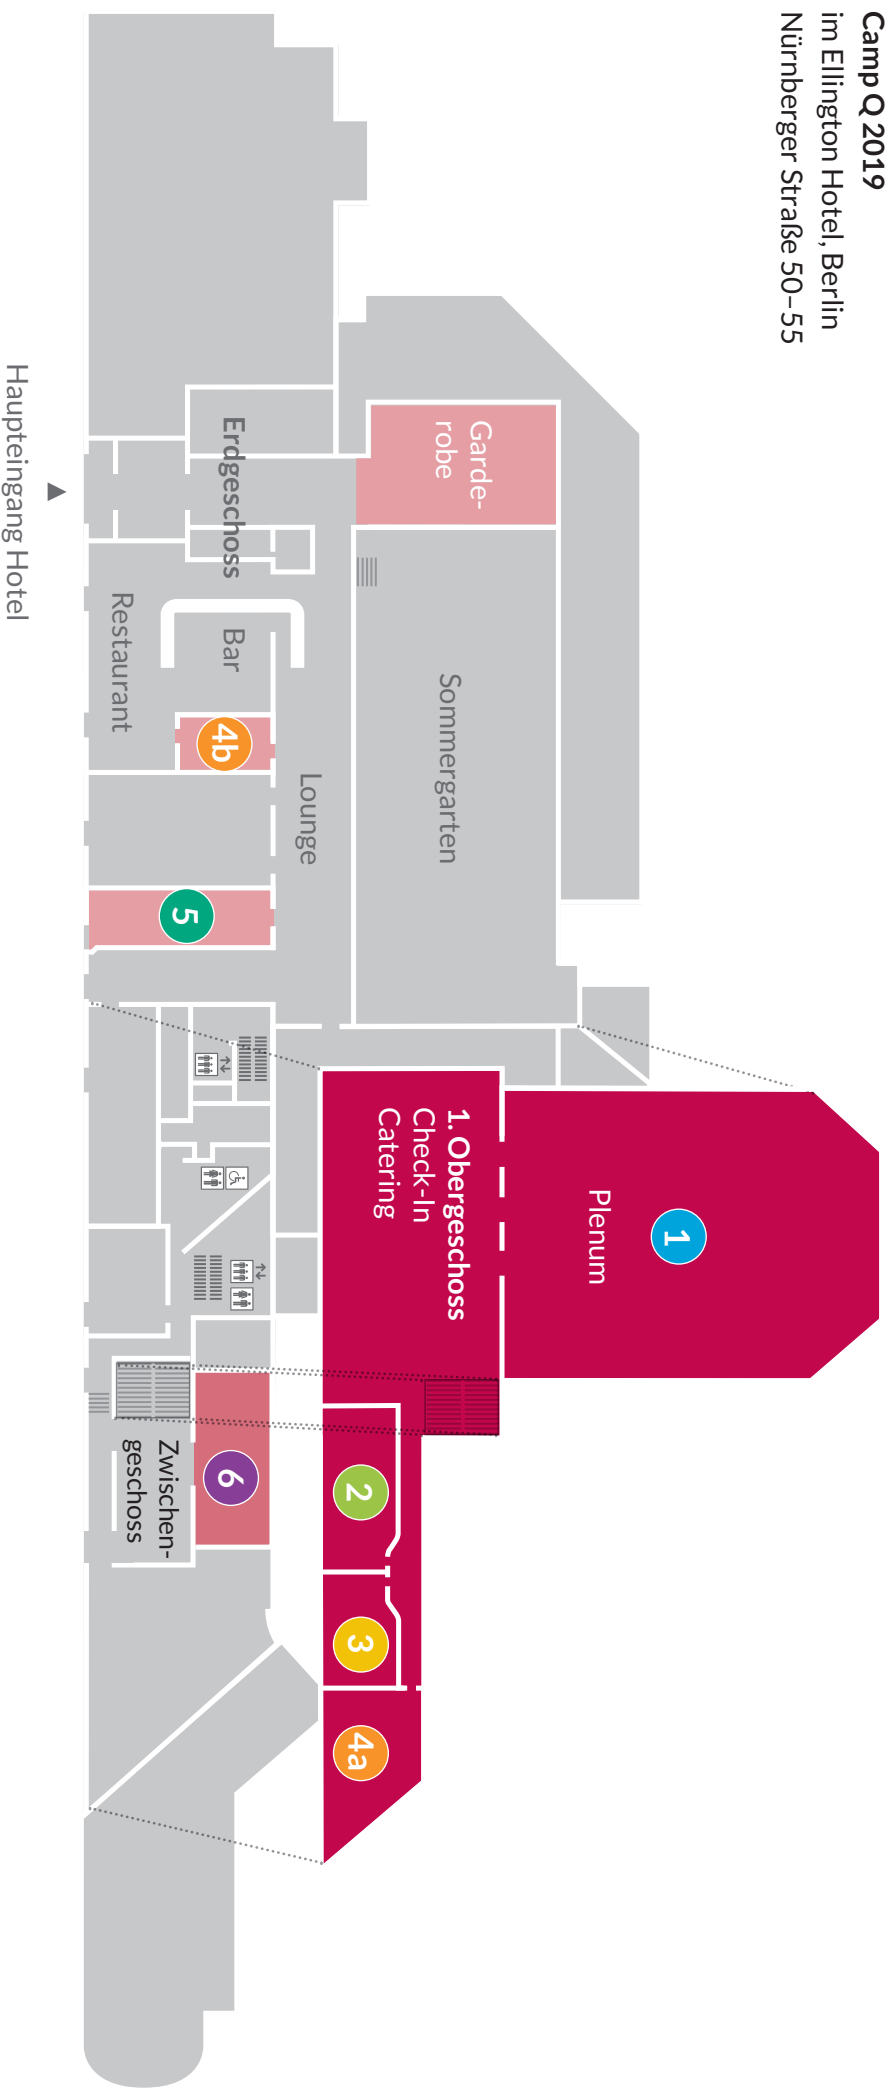 Camp Q 2019
im Ellington Hotel, Berlin
Nürnberger Straße 50–55
Garde-
robe
Sommergarten
Erdgeschoss
Bar
4b
Lounge
Restaurant
5
Haupteingang Hotel
1
Plenum
1. Obergeschoss
Check-In
Catering
2
3
4a
6
Zwischen-
geschoss